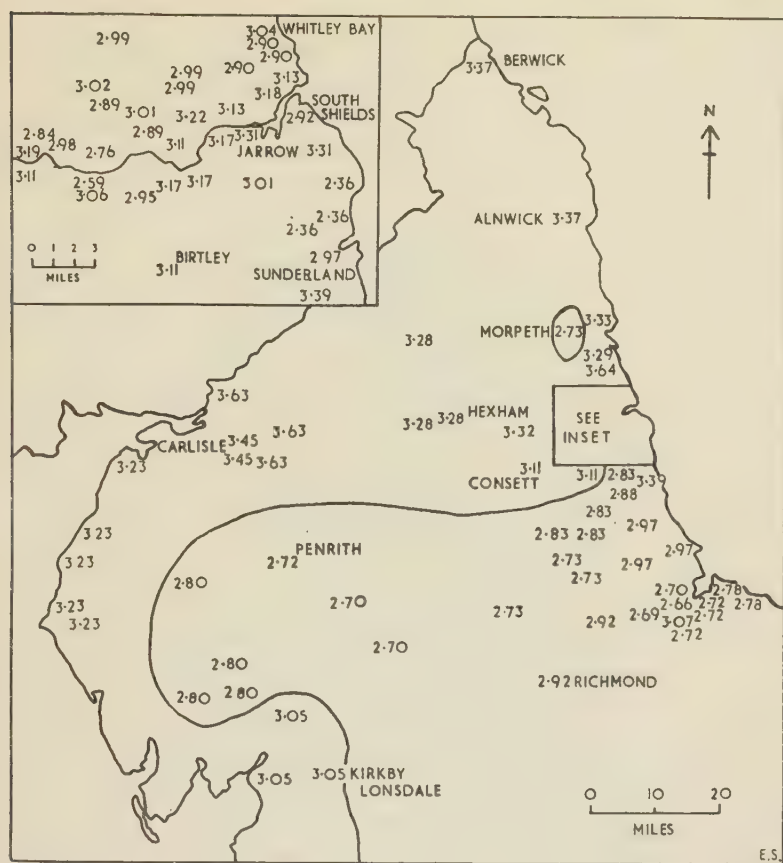 3·04 WHITLEY BAY
2·99
2·90
2·90
2·99 2·90
3·02 2·99 3·13
2·89 3·18
3·01 3·13 SOUTH
3·22 2·92 SHIELDS
2·84 2·89 3·17 3·31
2·98 3·11
3·19 2·76 JARROW 3·31
3·11 2·59 3·17 3·17 3·01 2·36
3·06 2·95
2·36
2·36
0 1 2 3
MILES
BIRTLEY 2·97
3·11 SUNDERLAND
3·39
BERWICK
3·37
N
ALNWICK 3·37
MORPETH 2·73 3·33
3·28
3·29
3·64
3·63
HEXHAM SEE
3·28 3·28 INSET
3·63 3·32
CARLISLE 3·45
3·45 3·63
3·23
3·11 3·11 2·83
CONSETT 3·39
2·88
2·83
3·23 2·83 2·83 2·97
PENRITH 2·97
3·23 2·72 2·73 2·97
2·80 2·73
2·70 2·78
3·23 2·70 2·66 2·72 2·78
3·23 2·73 2·92 2·69 3·07 2·72
2·72
2·70
2·80
2·80 2·80 2·92 RICHMOND
3·05
3·05 3·05 KIRKBY
LONSDALE
0 10 20
MILES
E.S.